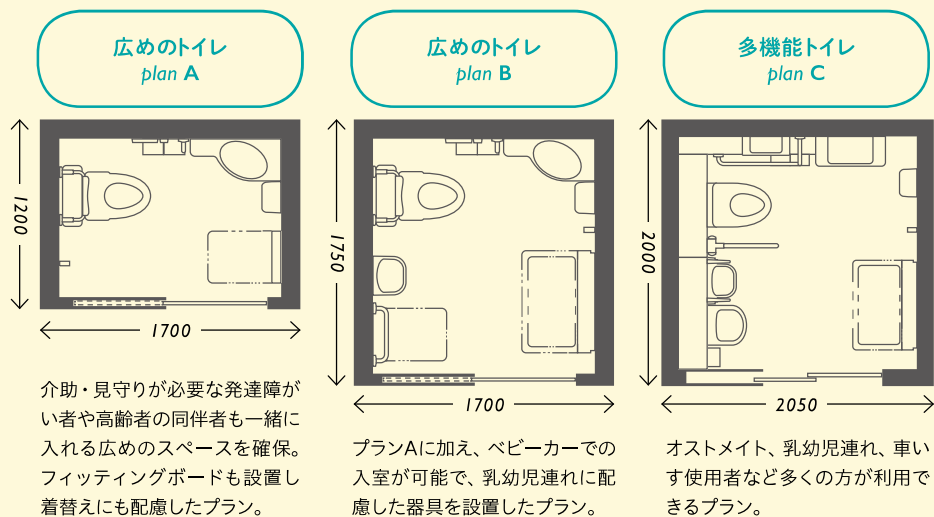 広めのトイレ
plan A
1200
1700
介助・見守りが必要な発達障が
い者や高齢者の同伴者も一緒に
入れる広めのスペースを確保。
フィッティングボードも設置し
着替えにも配慮したプラン。
広めのトイレ
plan B
1750
1700
プランAに加え、ベビーカーでの
入室が可能で、乳幼児連れに配
慮した器具を設置したプラン。
多機能トイレ
plan C
2000
2050
オストメイト、乳幼児連れ、車い
す使用者など多くの方が利用で
きるプラン。